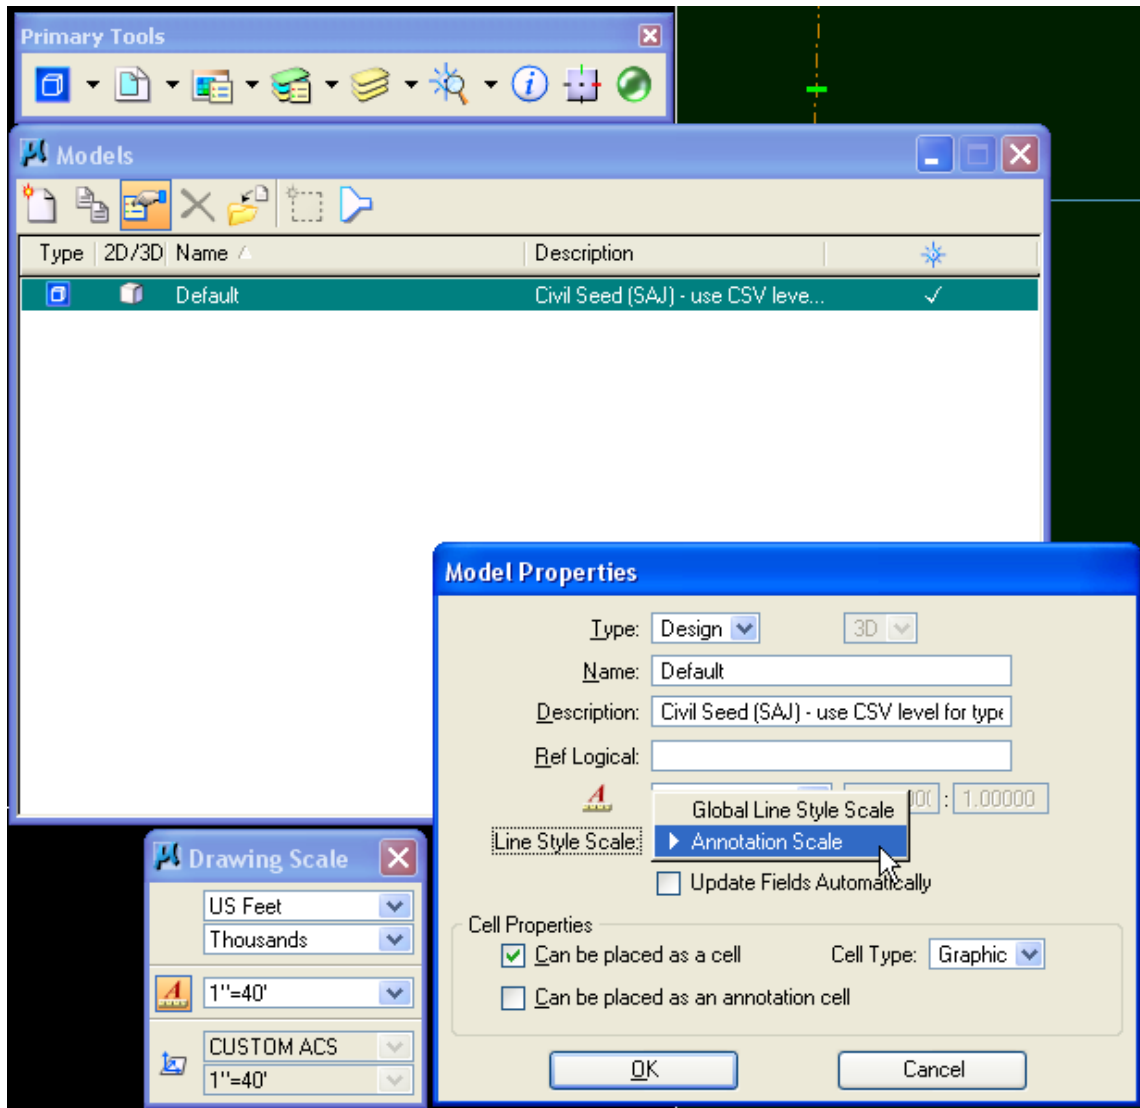 Primary Tools
Models
Type 2D/3D Name Description
Default Civil Seed (SAJ) - use CSV leve...
Model Properties
Type: Design 3D
Name: Default
Description: Civil Seed (SAJ) - use CSV level for type
Ref Logical:
: 1.00000
Global Line Style Scale
Line Style Scale: Annotation Scale
Update Fields Automatically
Cell Properties
Can be placed as a cell Cell Type: Graphic
Can be placed as an annotation cell
OK Cancel
Drawing Scale
US Feet
Thousands
1"=40'
CUSTOM ACS
1"=40'